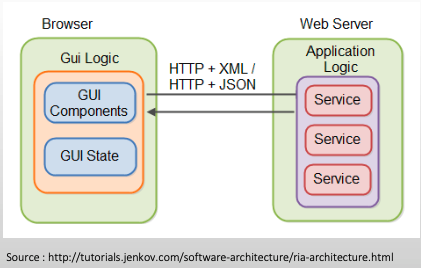 Browser
Web Server
Gui Logic
GUI
Components
GUI State
HTTP + XML /
HTTP + JSON
Application
Logic
Service
Service
Service
Source : http://tutorials.jenkov.com/software-architecture/ria-architecture.html